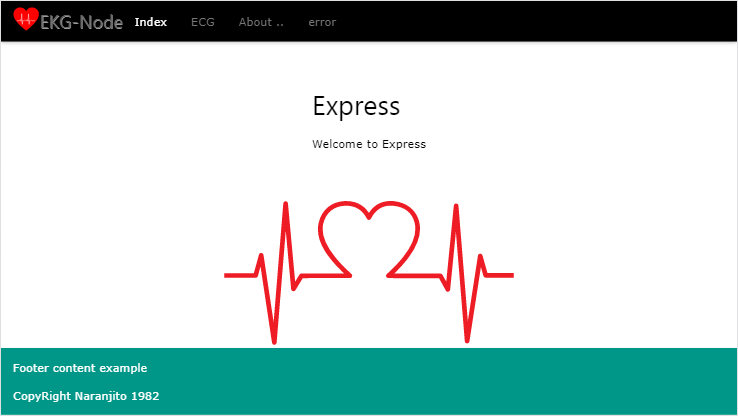 EKG-Node Index ECG About .. error
Express
Welcome to Express
Footer content example
CopyRight Naranjito 1982